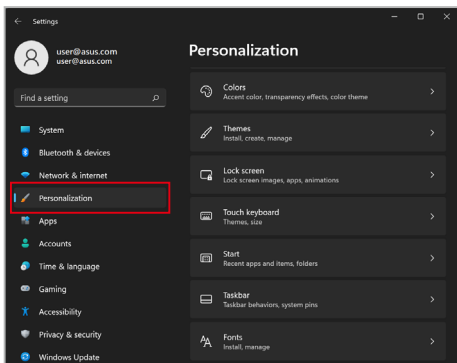 Settings
user@asus.com
user@asus.com
Find a setting
System
Bluetooth & devices
Network & internet
Personalization
Apps
Accounts
Time & language
Gaming
Accessibility
Privacy & security
Windows Update
Personalization
Colors
Accent color, transparency effects, color theme
Themes
Install, create, manage
Lock screen
Lock screen images, apps, animations
Touch keyboard
Themes, size
Start
Recent apps and items, folders
Taskbar
Taskbar behaviors, system pins
Fonts
Install, manage